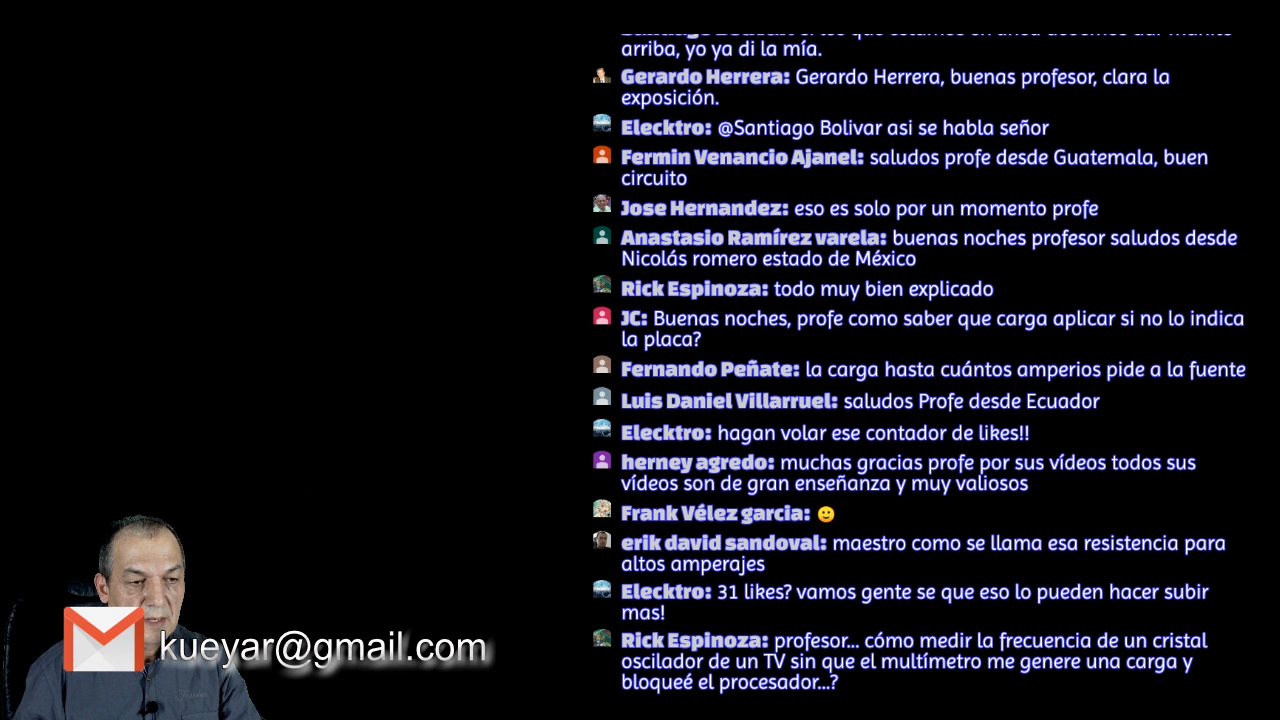 arriba, yo ya di la mía.
Gerardo Herrera: Gerardo Herrera, buenas profesor, clara la
exposición.
Elecktro: @Santiago Bolivar asi se habla señor
Fermin Venancio Ajanel: saludos profe desde Guatemala, buen
circuito
Jose Hernandez: eso es solo por un momento profe
Anastasio Ramírez varela: buenas noches profesor saludos desde
Nicolás romero estado de México
Rick Espinoza: todo muy bien explicado
JC: Buenas noches, profe como saber que carga aplicar si no lo indica
la placa?
Fernando Peñate: la carga hasta cuántos amperios pide a la fuente
Luis Daniel Villarruel: saludos Profe desde Ecuador
Elecktro: hagan volar ese contador de likes!!
herney agredo: muchas gracias profe por sus vídeos todos sus
vídeos son de gran enseñanza y muy valiosos
Frank Vélez garcia: 🙂
erik david sandoval: maestro como se llama esa resistencia para
altos amperajes
Elecktro: 31 likes? vamos gente se que eso lo pueden hacer subir
mas!
Rick Espinoza: profesor... cómo medir la frecuencia de un cristal
oscilador de un TV sin que el multímetro me genere una carga y
bloqueé el procesador...?
kueyar@gmail.com